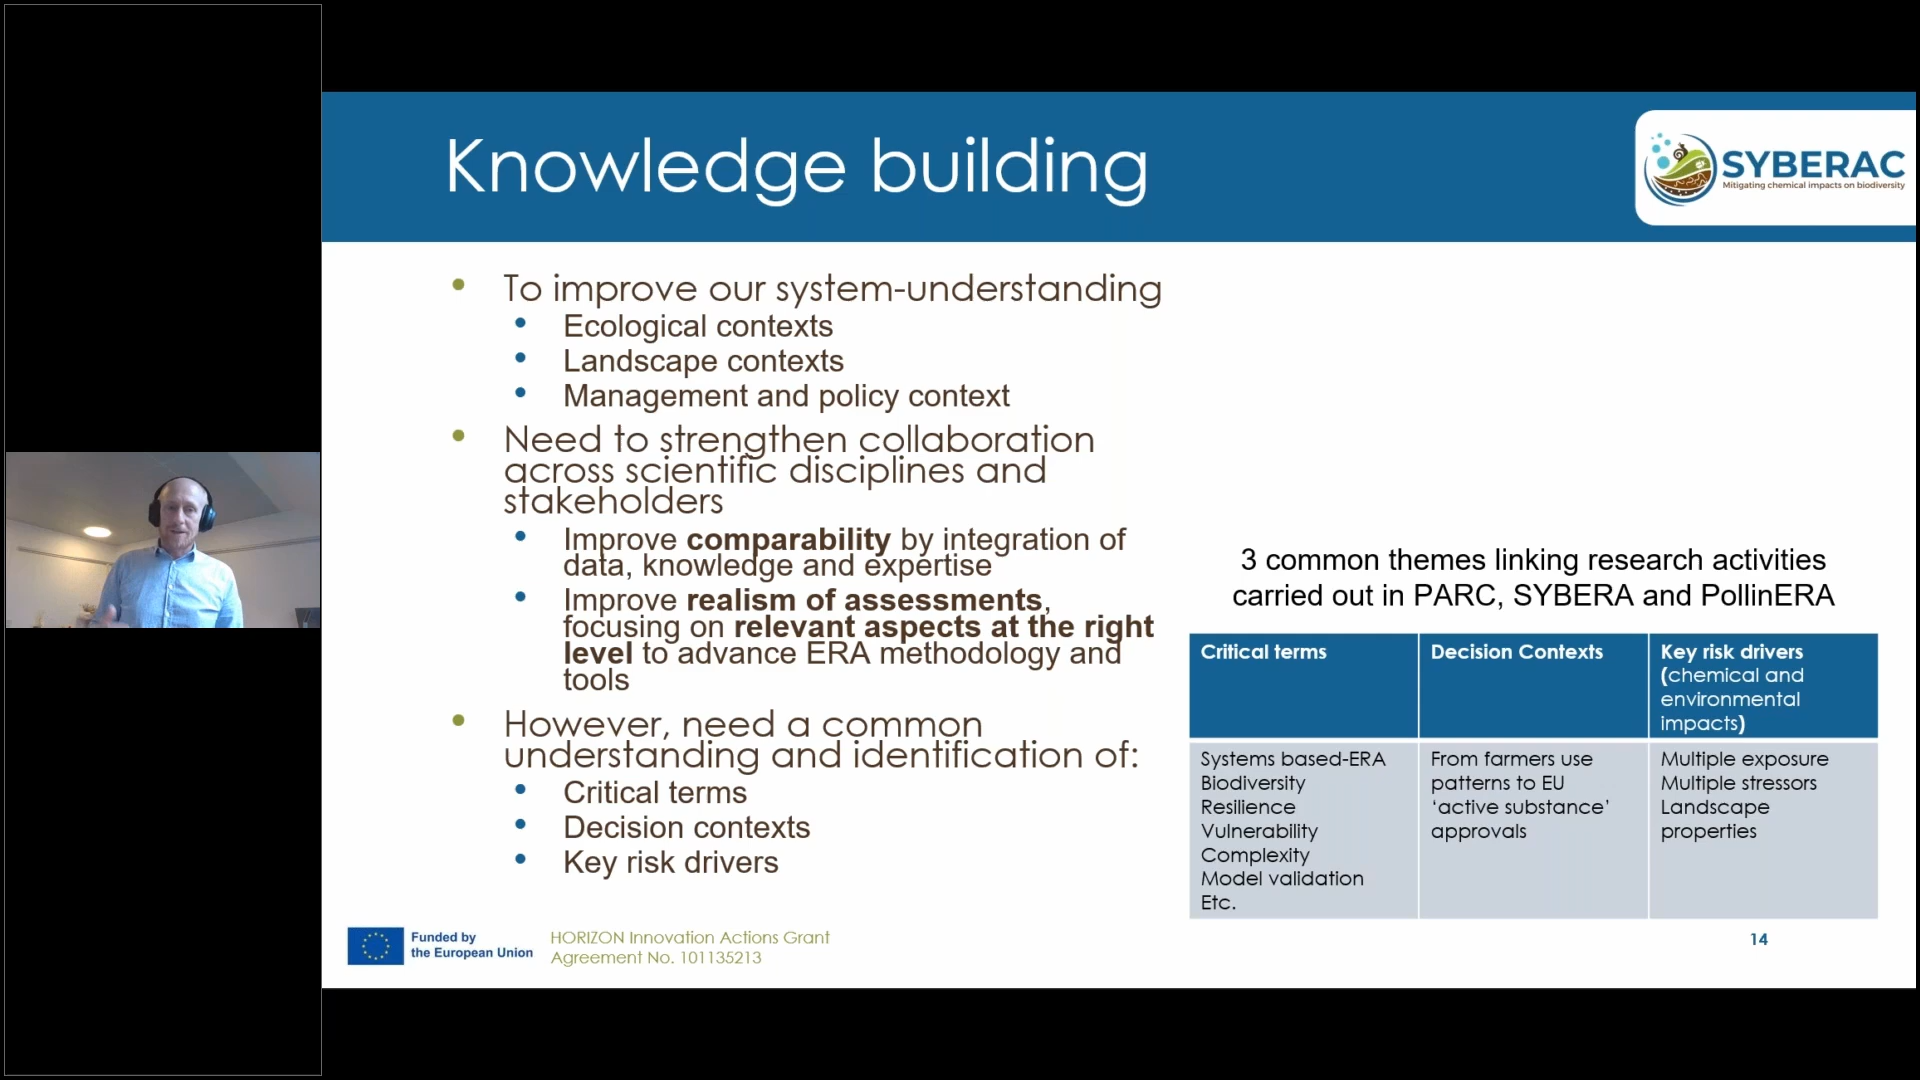 Knowledge building
SYBERAC
Mitigating chemical impacts on biodiversity
• To improve our system-understanding
• Ecological contexts
• Landscape contexts
• Management and policy context
• Need to strengthen collaboration
across scientific disciplines and
stakeholders
• Improve comparability by integration of
data, knowledge and expertise
• Improve realism of assessments,
focusing on relevant aspects at the right
level to advance ERA methodology and
tools
• However, need a common
understanding and identification of:
• Critical terms
• Decision contexts
• Key risk drivers
3 common themes linking research activities
carried out in PARC, SYBERA and PollinERA
Critical terms
Decision Contexts
Key risk drivers
(chemical and
environmental
impacts)
Systems based-ERA
Biodiversity
Resilience
Vulnerability
Complexity
Model validation
Etc.
From farmers use
patterns to EU
‘active substance’
approvals
Multiple exposure
Multiple stressors
Landscape
properties
Funded by
the European Union
HORIZON Innovation Actions Grant
Agreement No. 101135213
14